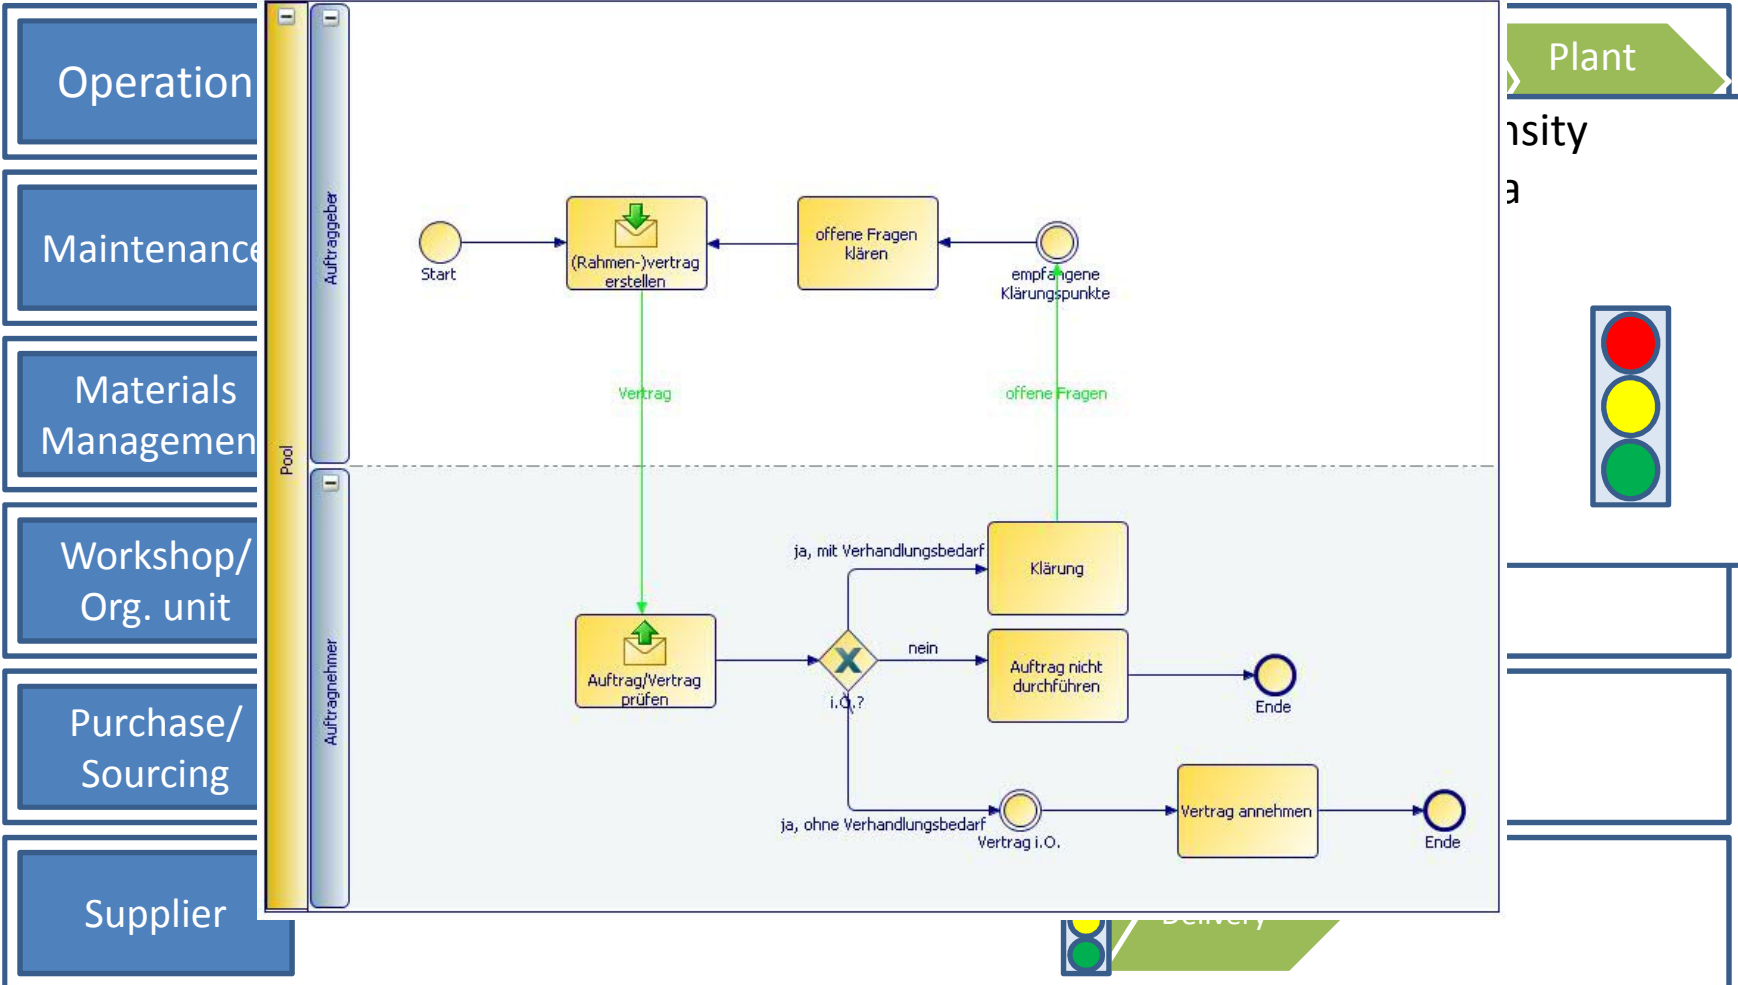 Operation
Maintenance
Materials
Managemen
Workshop/
Org. unit
Purchase/
Sourcing
Supplier
Pool
Auftraggeber
Start
(Rahmen-)vertrag
erstellen
offene Fragen
klären
empfangene
Klärungspunkte
Vertrag
offene Fragen
Auftragnehmer
Auftrag/Vertrag
prüfen
i.O.?
ja, mit Verhandlungsbedarf
Klärung
nein
Auftrag nicht
durchführen
Ende
ja, ohne Verhandlungsbedarf
Vertrag i.O.
Vertrag annehmen
Ende
Plant
nsity
a
Delivery